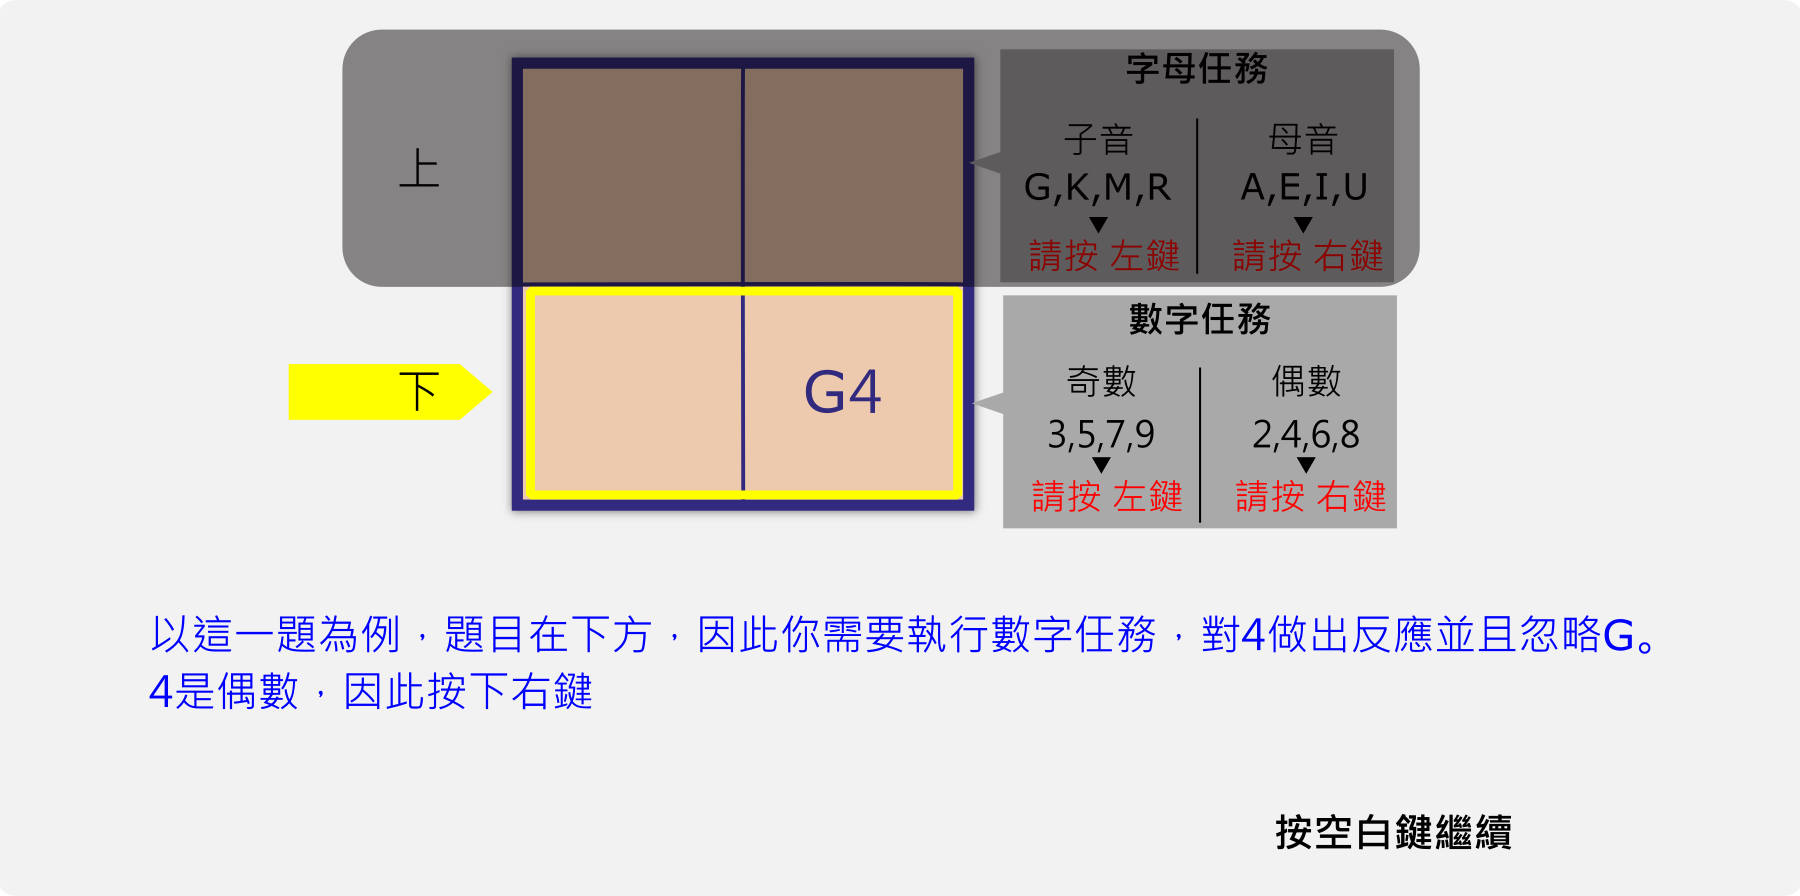 上
字母任務
子音
母音
G,K,M,R
A,E,I,U
請按 左鍵
請按 右鍵
下
G4
數字任務
奇數
偶數
3,5,7,9
2,4,6,8
請按 左鍵
請按 右鍵
以這一題為例，題目在下方，因此你需要執行數字任務，對4做出反應並且忽略G。
4是偶數，因此按下右鍵
按空白鍵繼續